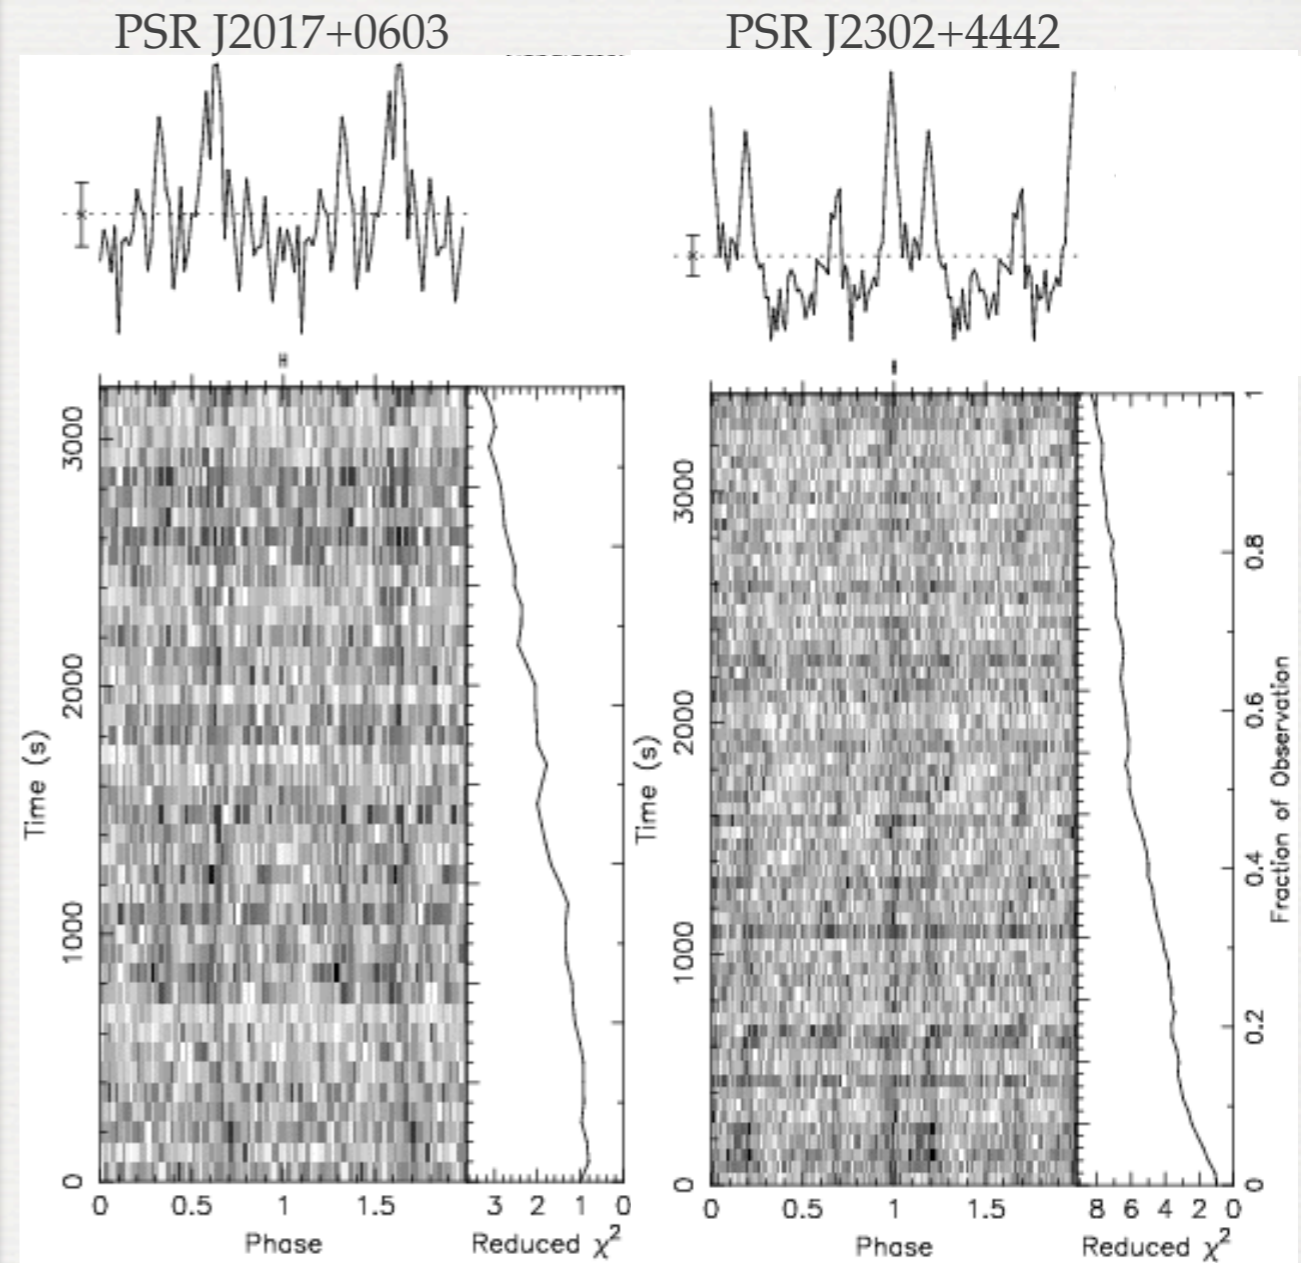 PSR J2017+0603
PSR J2302+4442
3000
2000
1000
0
Time (s)
0 0.5 1 1.5
Phase
3 2 1 0
Reduced χ²
3000
2000
1000
0
Time (s)
0 0.5 1 1.5
Phase
8 6 4 2 0
Reduced χ²
1
0.8
0.6
0.4
0.2
0
Fraction of Observation